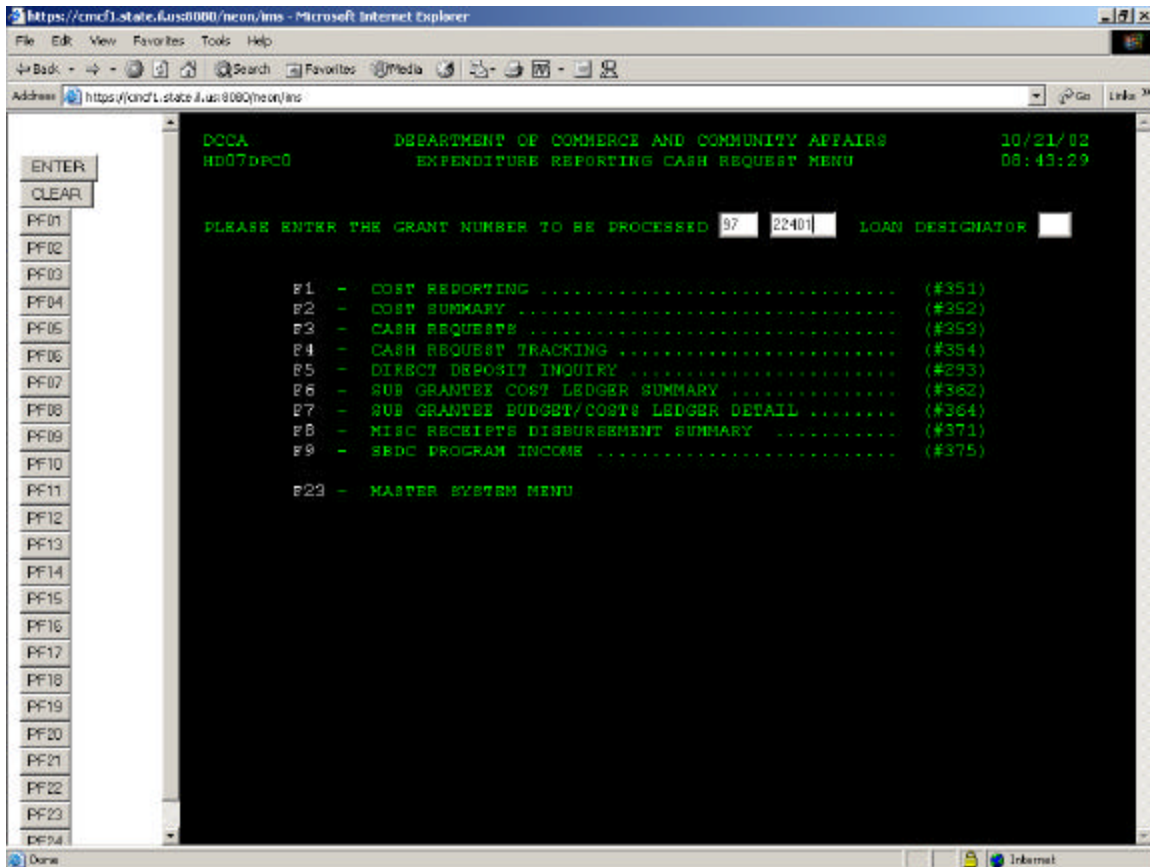 https://cmcf1.state.il.us:8080/neon/ims - Microsoft Internet Explorer
File Edit View Favorites Tools Help
Back Search Favorites Media
Address https://cmcf1.state.il.us:8080/neon/ims Go Links
DCCA DEPARTMENT OF COMMERCE AND COMMUNITY AFFAIRS 10/21/02
HD07DPC0 EXPENDITURE REPORTING CASH REQUEST MENU 08:43:29
PLEASE ENTER THE GRANT NUMBER TO BE PROCESSED 97 22401 LOAN DESIGNATOR
F1 - COST REPORTING ................................ (#351)
F2 - COST SUMMARY .................................. (#352)
F3 - CASH REQUESTS ................................. (#353)
F4 - CASH REQUEST TRACKING ......................... (#354)
F5 - DIRECT DEPOSIT INQUIRY ........................ (#293)
F6 - SUB GRANTEE COST LEDGER SUMMARY ............... (#362)
F7 - SUB GRANTEE BUDGET/COSTS LEDGER DETAIL ........ (#364)
F8 - MISC RECEIPTS DISBURSEMENT SUMMARY ........... (#371)
F9 - SBDC PROGRAM INCOME ........................... (#375)
F23 - MASTER SYSTEM MENU
ENTER
CLEAR
PF01
PF02
PF03
PF04
PF05
PF06
PF07
PF08
PF09
PF10
PF11
PF12
PF13
PF14
PF15
PF16
PF17
PF18
PF19
PF20
PF21
PF22
PF23
PF24
Done Internet